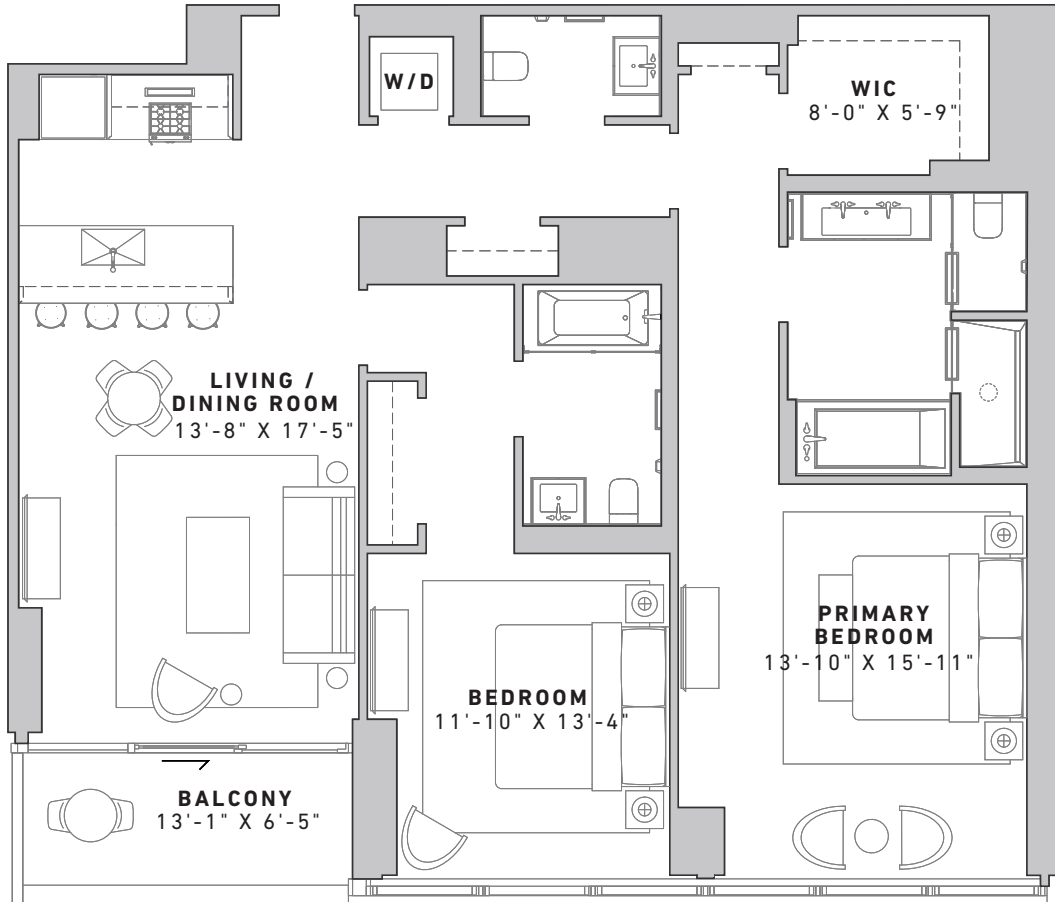 W/D
WIC
8'-0" X 5'-9"
LIVING /
DINING ROOM
13'-8" X 17'-5"
PRIMARY
BEDROOM
13'-10" X 15'-11"
BEDROOM
11'-10" X 13'-4"
BALCONY
13'-1" X 6'-5"